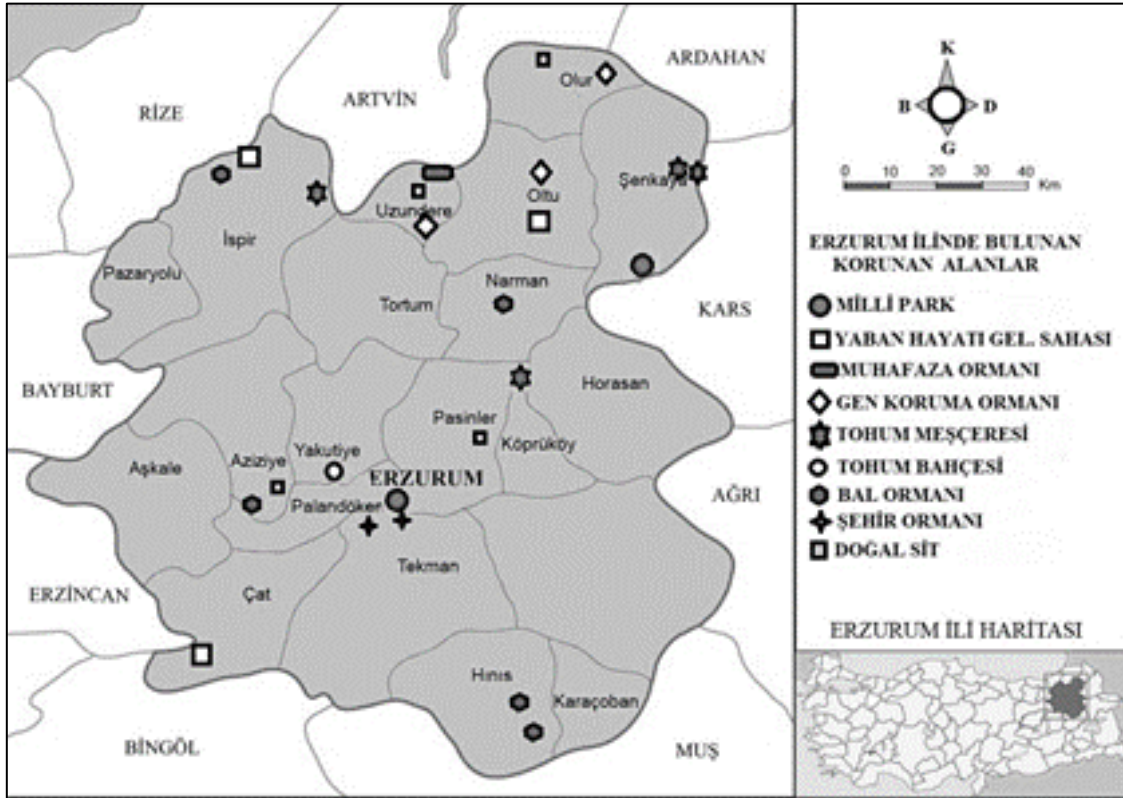 ARDAHAN
Olur
ARTVİN
RİZE
Şenkaya
Oltu
Uzundere
İspir
Pazaryolu
Narman
Tortum
KARS
BAYBURT
Horasan
Pasinler
Köprüköy
Yakutiye
Aziziye
Aşkale
ERZURUM
AĞRI
Palandöken
Tekman
ERZİNCAN
Çat
Hınıs
Karaçoban
BİNGÖL
MUŞ
K
B D
G
0 10 20 30 40
Km
ERZURUM İLİNDE BULUNAN
KORUNAN ALANLAR
MİLLİ PARK
YABAN HAYATI GEL. SAHASI
MUHAFAZA ORMANI
GEN KORUMA ORMANI
TOHUM MEŞÇERESİ
TOHUM BAHÇESİ
BAL ORMANI
ŞEHİR ORMANI
DOĞAL SİT
ERZURUM İLİ HARİTASI